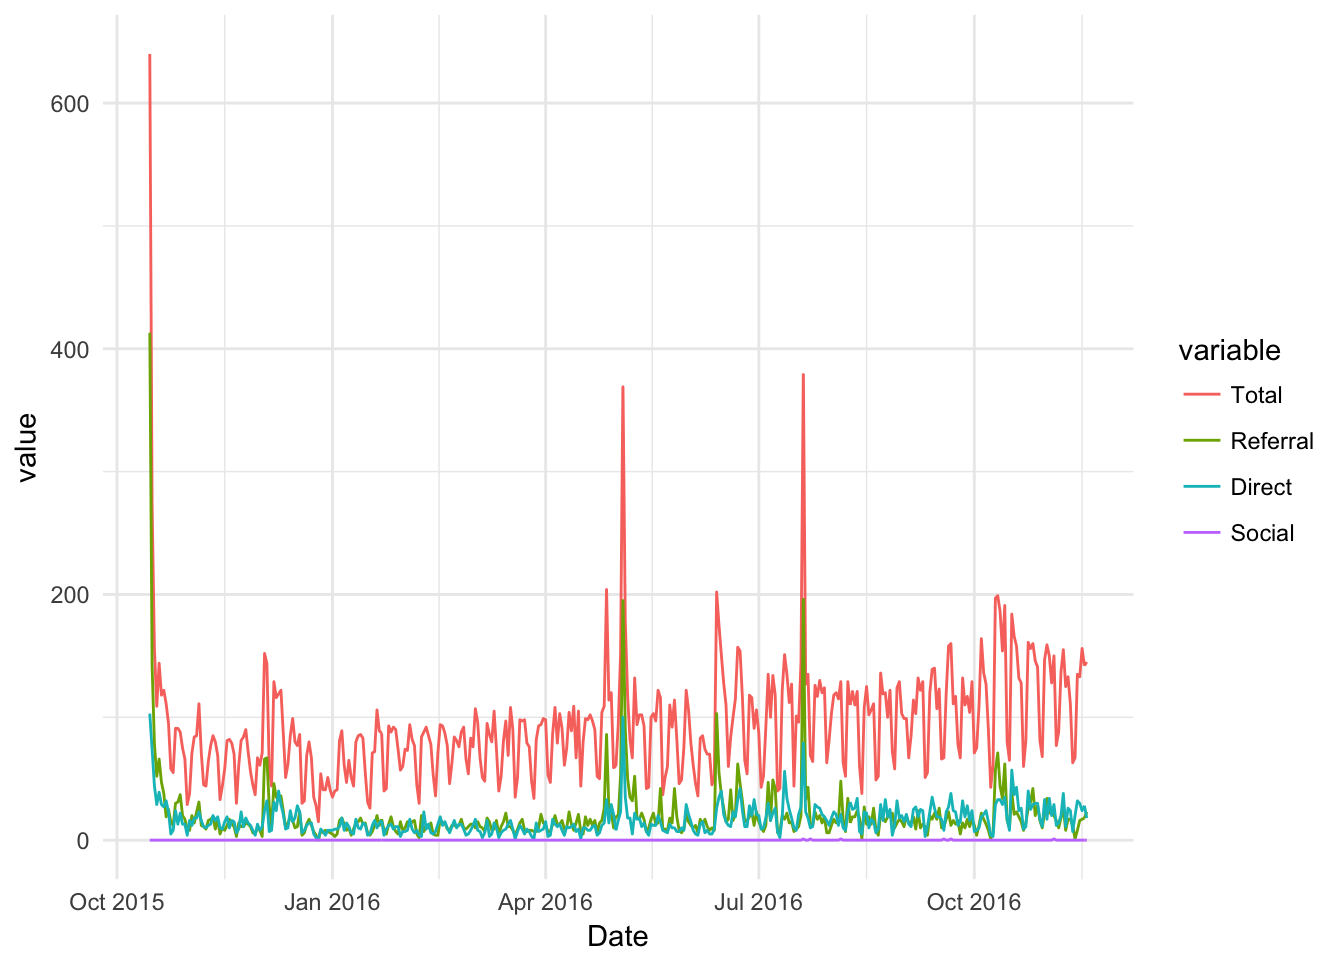 600
400
200
0
value
Oct 2015
Jan 2016
Apr 2016
Jul 2016
Oct 2016
Date
variable
Total
Referral
Direct
Social